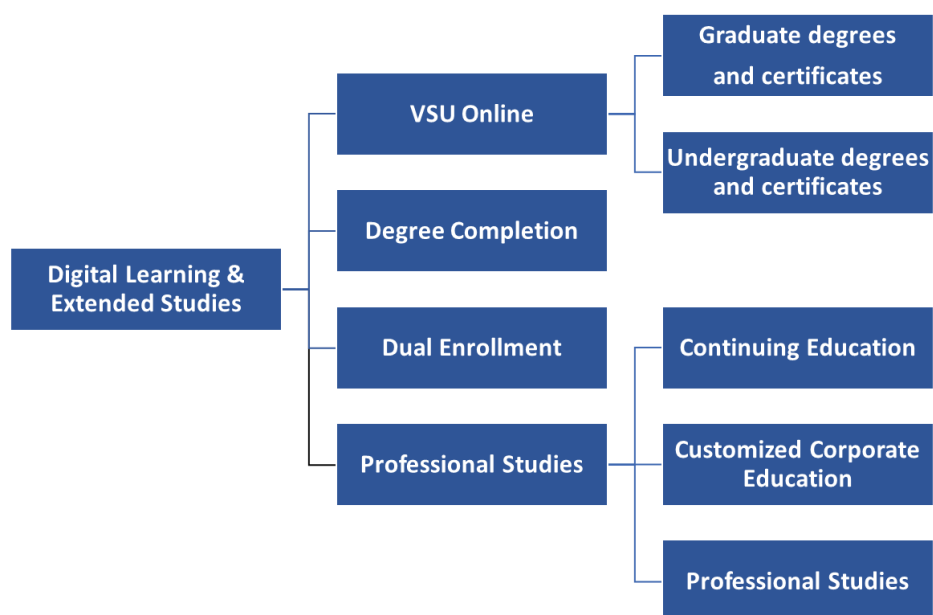 Digital Learning &
Extended Studies
VSU Online
Graduate degrees
and certificates
Undergraduate degrees
and certificates
Degree Completion
Dual Enrollment
Professional Studies
Continuing Education
Customized Corporate
Education
Professional Studies